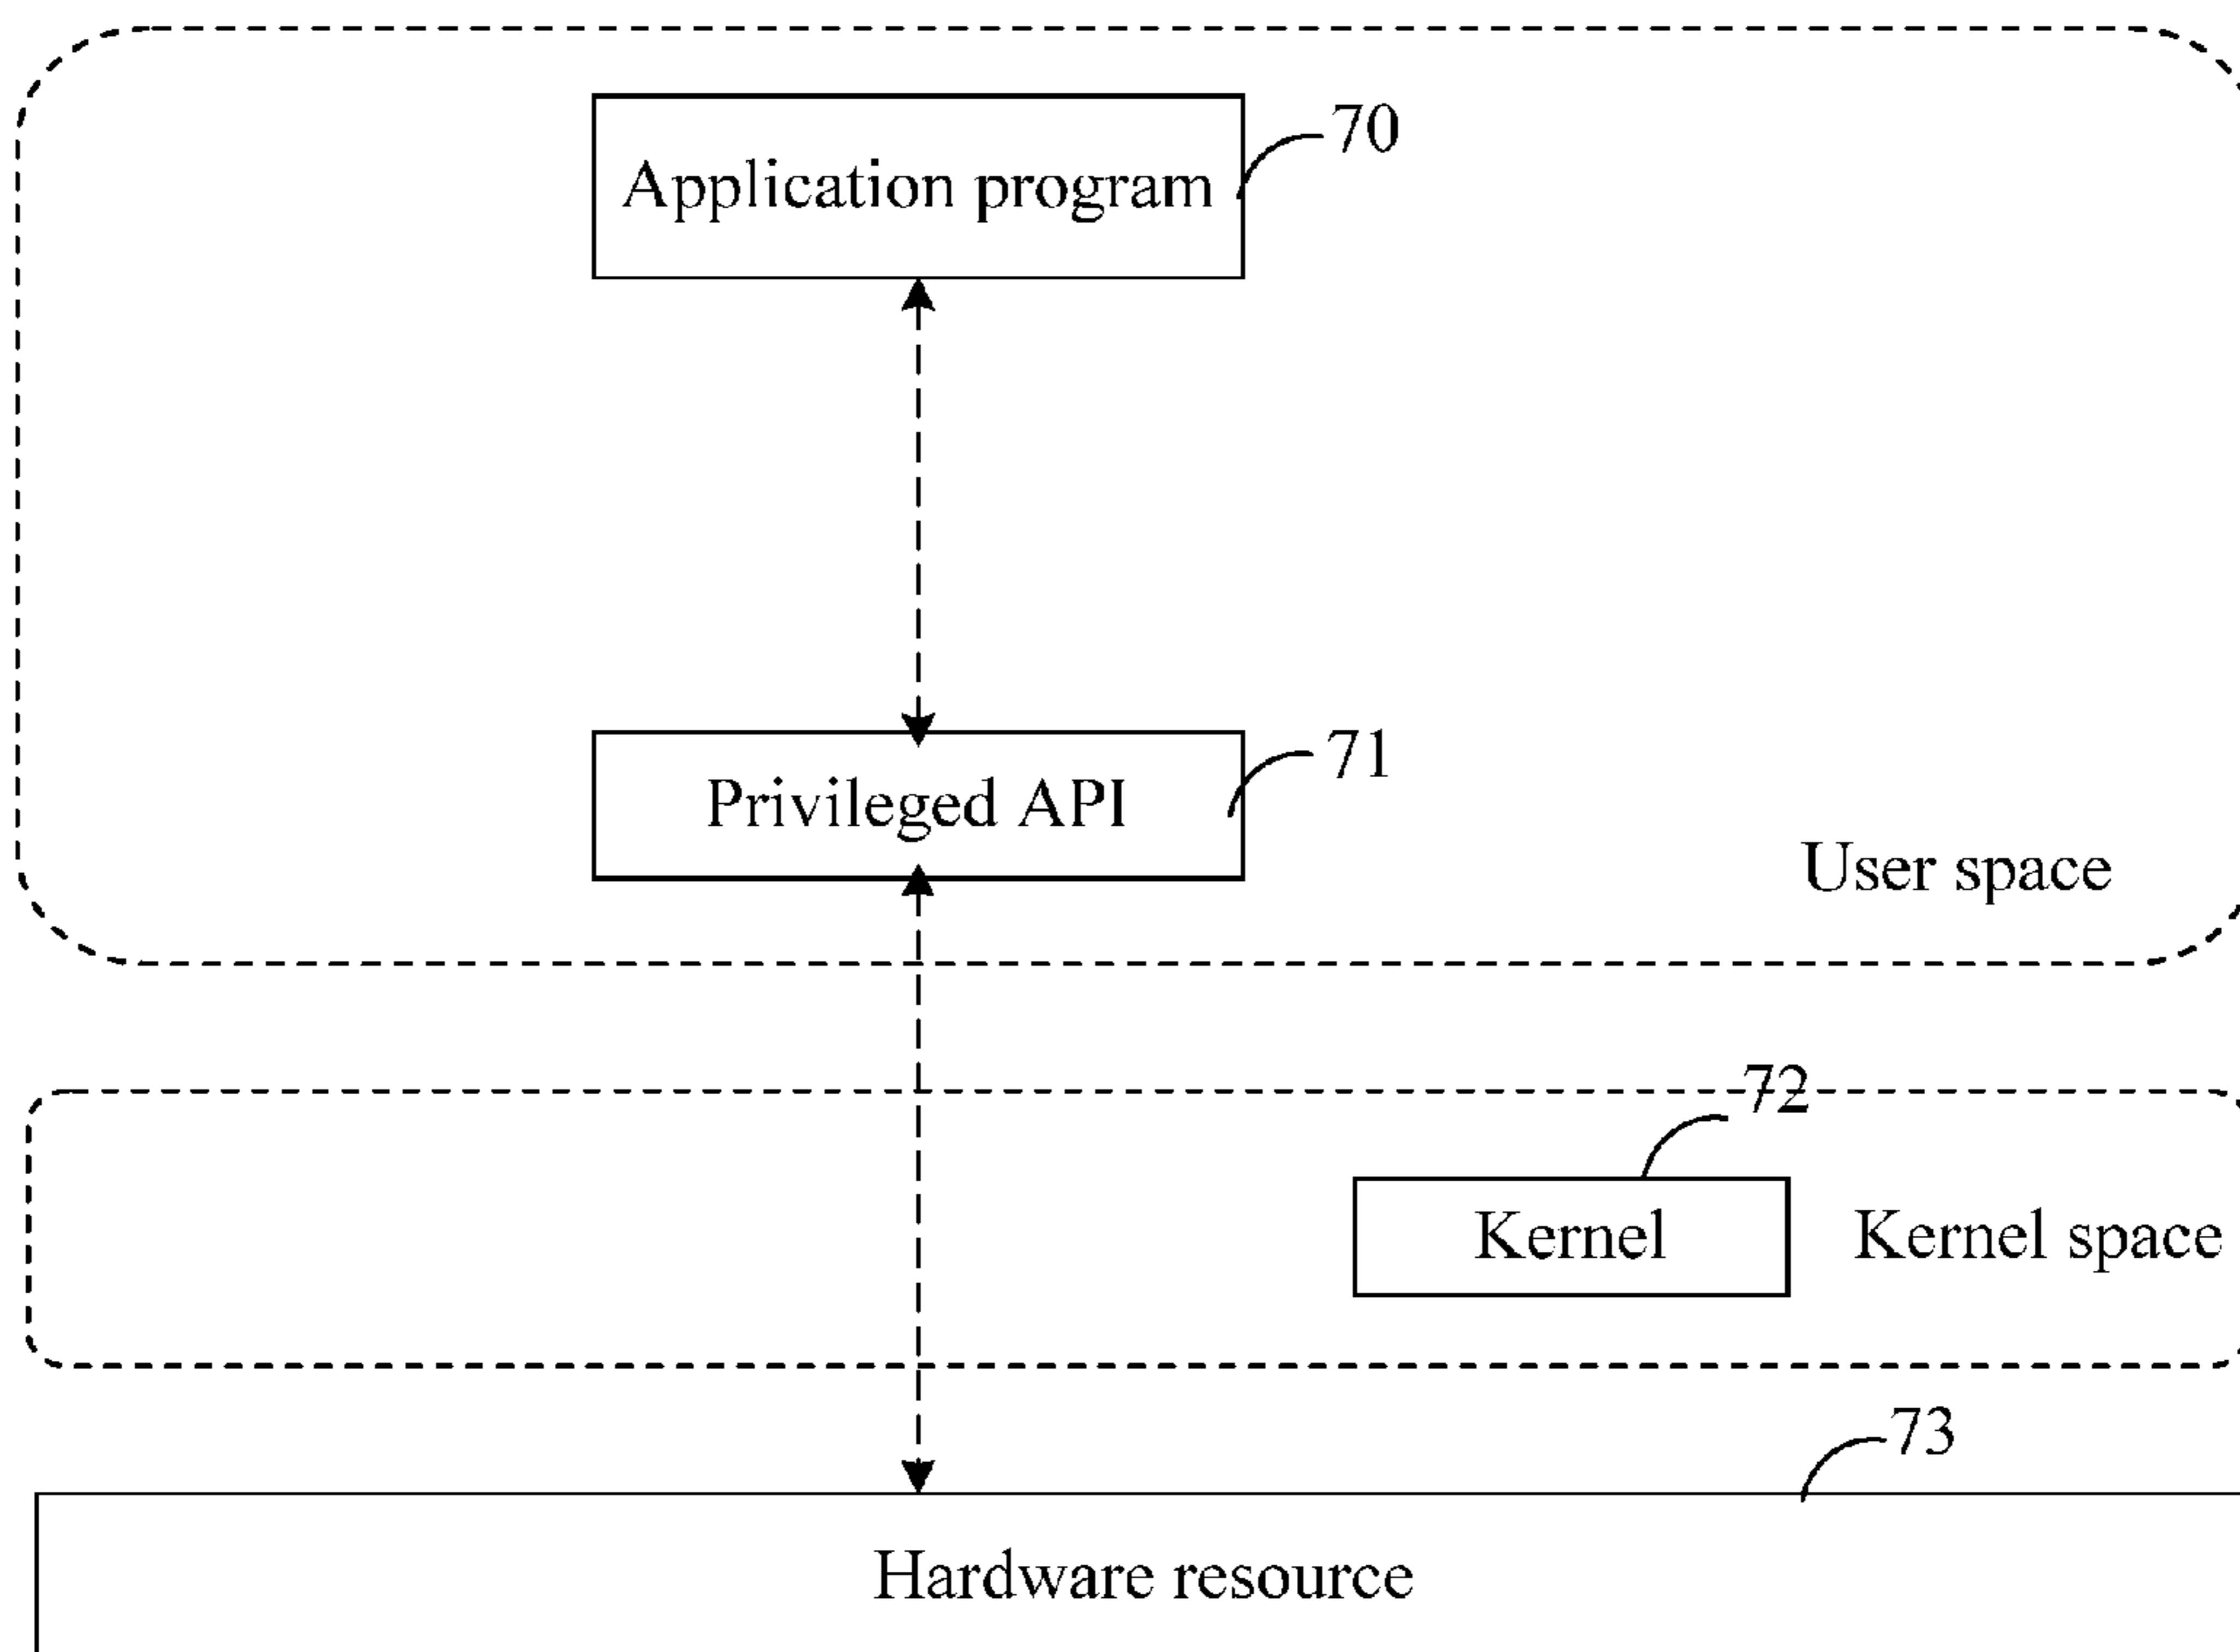 70
Application program
71
Privileged API
User space
72
Kernel
Kernel space
73
Hardware resource